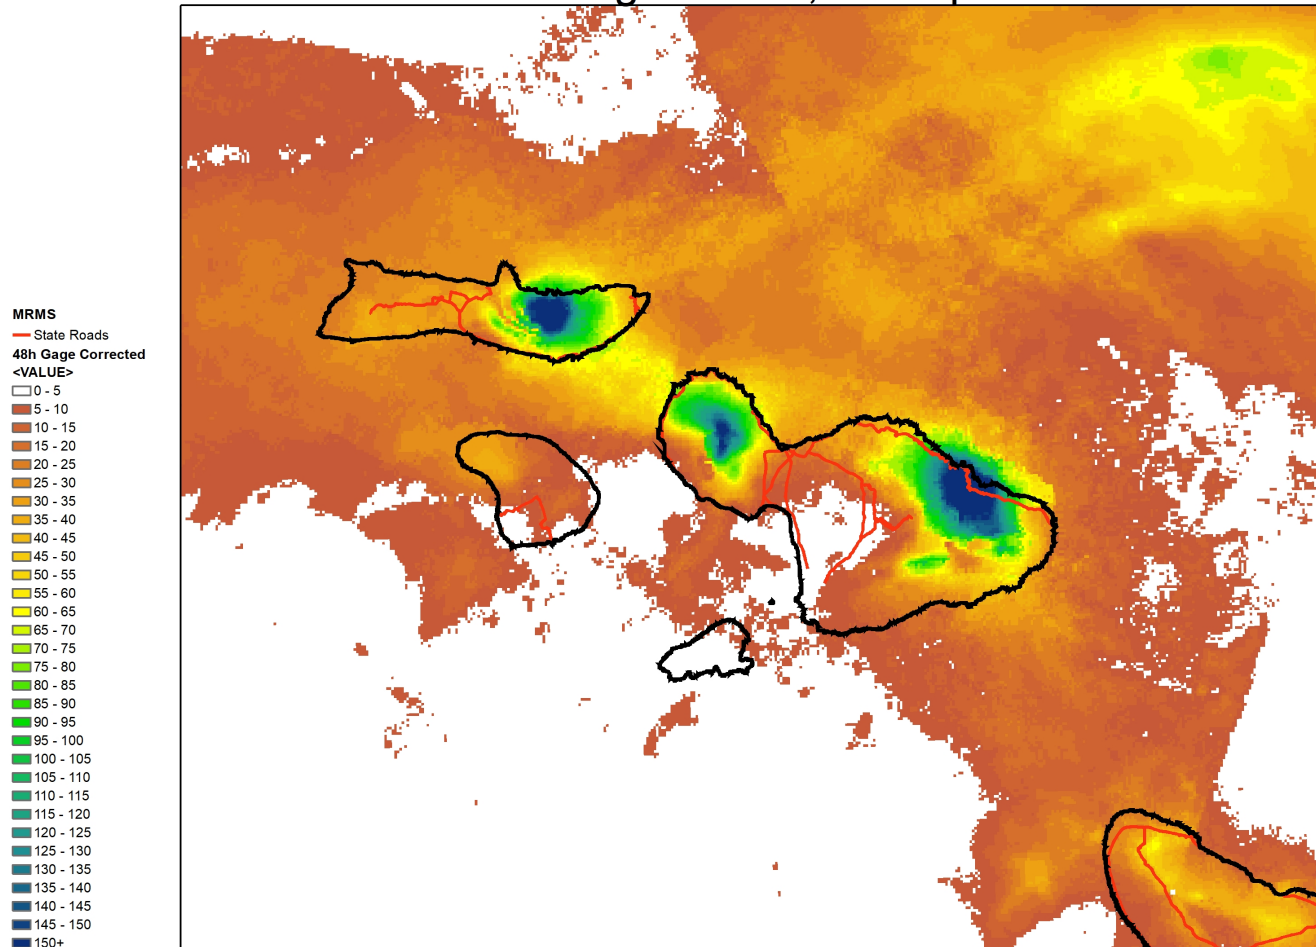 MRMS
State Roads
48h Gage Corrected
<VALUE>
0 - 5
5 - 10
10 - 15
15 - 20
20 - 25
25 - 30
30 - 35
35 - 40
40 - 45
45 - 50
50 - 55
55 - 60
60 - 65
65 - 70
70 - 75
75 - 80
80 - 85
85 - 90
90 - 95
95 - 100
100 - 105
105 - 110
110 - 115
115 - 120
120 - 125
125 - 130
130 - 135
135 - 140
140 - 145
145 - 150
150+